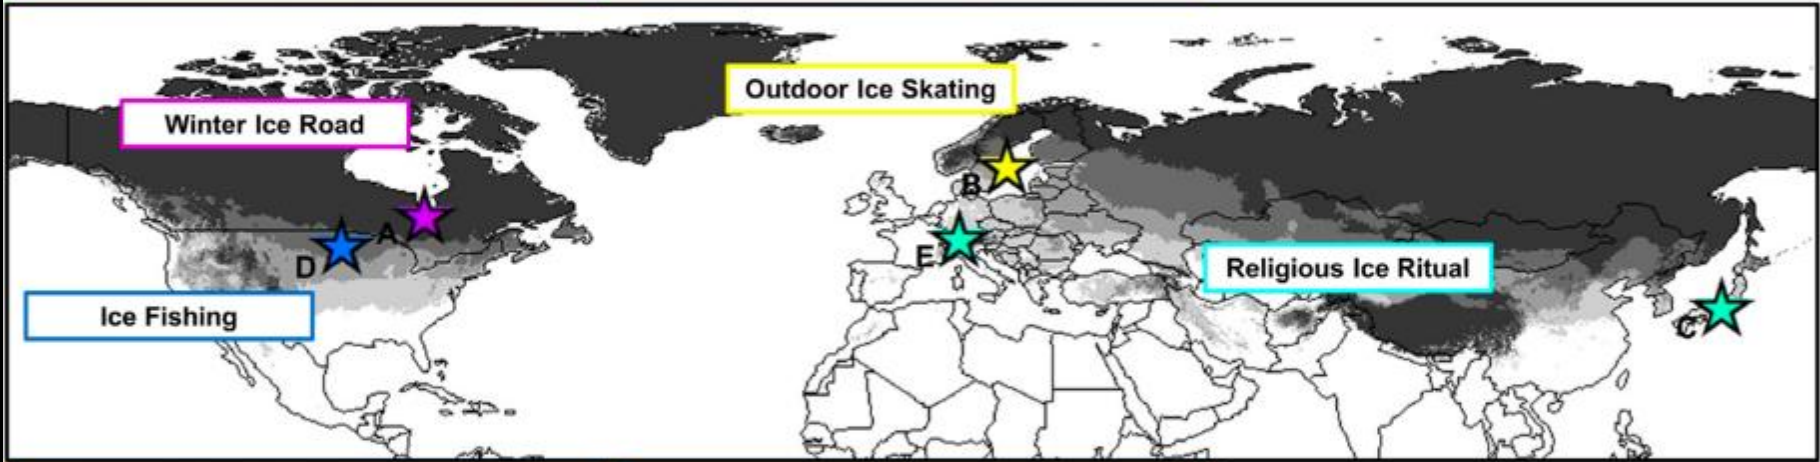 Outdoor Ice Skating
Winter Ice Road
B
A
D
E
Religious Ice Ritual
Ice Fishing
C